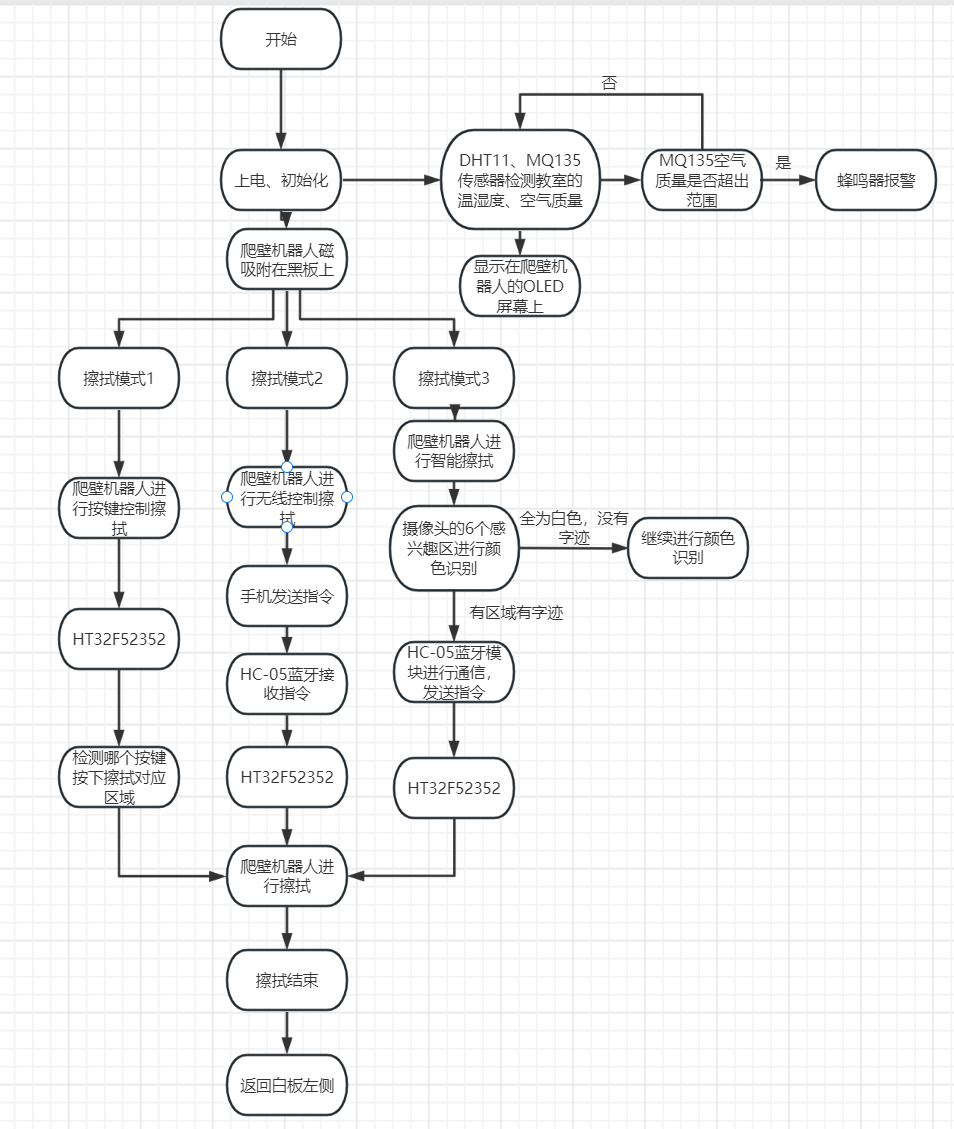 开始
否
上电、初始化
DHT11、MQ135
传感器检测教室的
温湿度、空气质量
MQ135空气
质量是否超出
范围
是
蜂鸣器报警
爬壁机器人磁
吸附在黑板上
显示在爬壁机
器人的OLED
屏幕上
擦拭模式1
擦拭模式2
擦拭模式3
爬壁机器人进
行按键控制擦
拭
爬壁机器人进
行无线控制擦
拭
爬壁机器人进
行智能擦拭
摄像头的6个感
兴趣区进行颜
色识别
全为白色，没有
字迹
继续进行颜色
识别
手机发送指令
有区域有字迹
HT32F52352
HC-05蓝牙接
收指令
HC-05蓝牙模
块进行通信，
发送指令
检测哪个按键
按下擦拭对应
区域
HT32F52352
HT32F52352
爬壁机器人进
行擦拭
擦拭结束
返回白板左侧